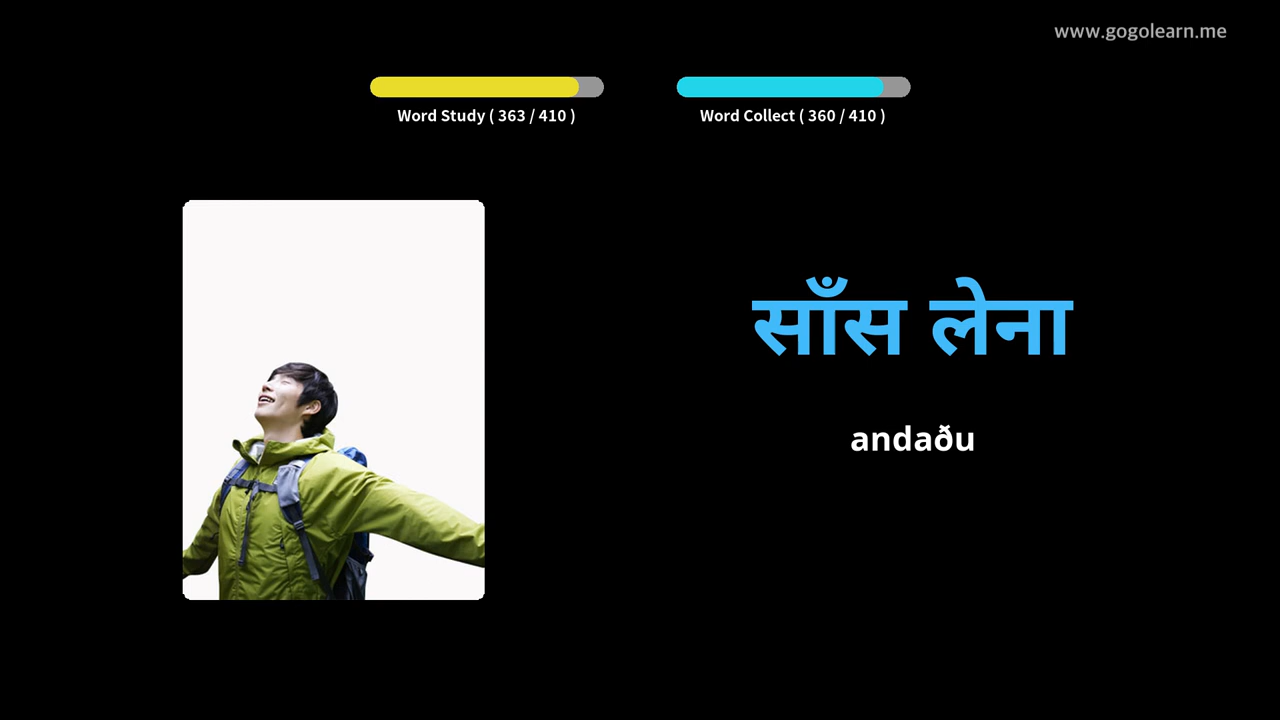 www.gogolearn.me
Word Study ( 363 / 410 )
Word Collect ( 360 / 410 )
साँस लेना
andaðu